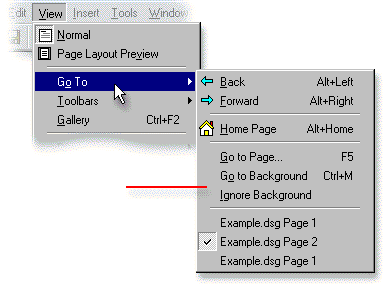 dit View Insert Tools Window
Normal
Page Layout Preview
Go To
Toolbars
Gallery Ctrl+F2
Back Alt+Left
Forward Alt+Right
Home Page Alt+Home
Go to Page... F5
Go to Background Ctrl+M
Ignore Background
Example.dsg Page 1
Example.dsg Page 2
Example.dsg Page 1